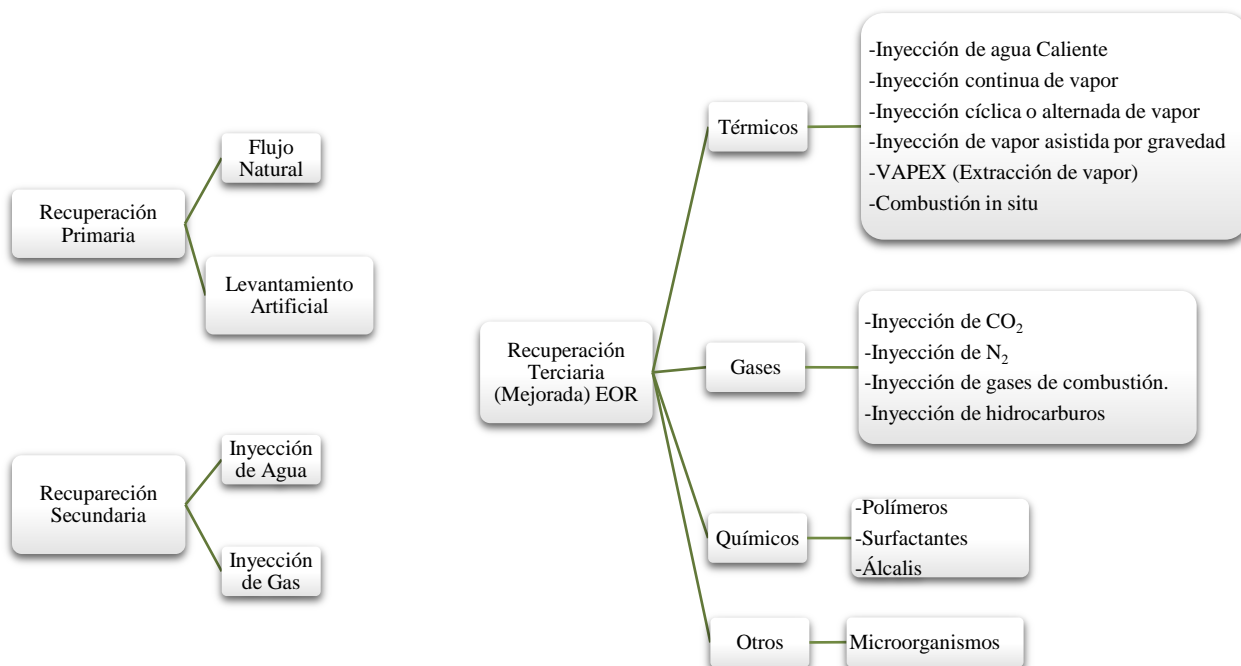 Recuperación
Primaria
Flujo
Natural
Levantamiento
Artificial
Recupareción
Secundaria
Inyección
de Agua
Inyección
de Gas
Recuperación
Terciaria
(Mejorada) EOR
Térmicos
-Inyección de agua Caliente
-Inyección continua de vapor
-Inyección cíclica o alternada de vapor
-Inyección de vapor asistida por gravedad
-VAPEX (Extracción de vapor)
-Combustión in situ
Gases
-Inyección de CO₂
-Inyección de N₂
-Inyección de gases de combustión.
-Inyección de hidrocarburos
Químicos
-Polímeros
-Surfactantes
-Álcalis
Otros
Microorganismos